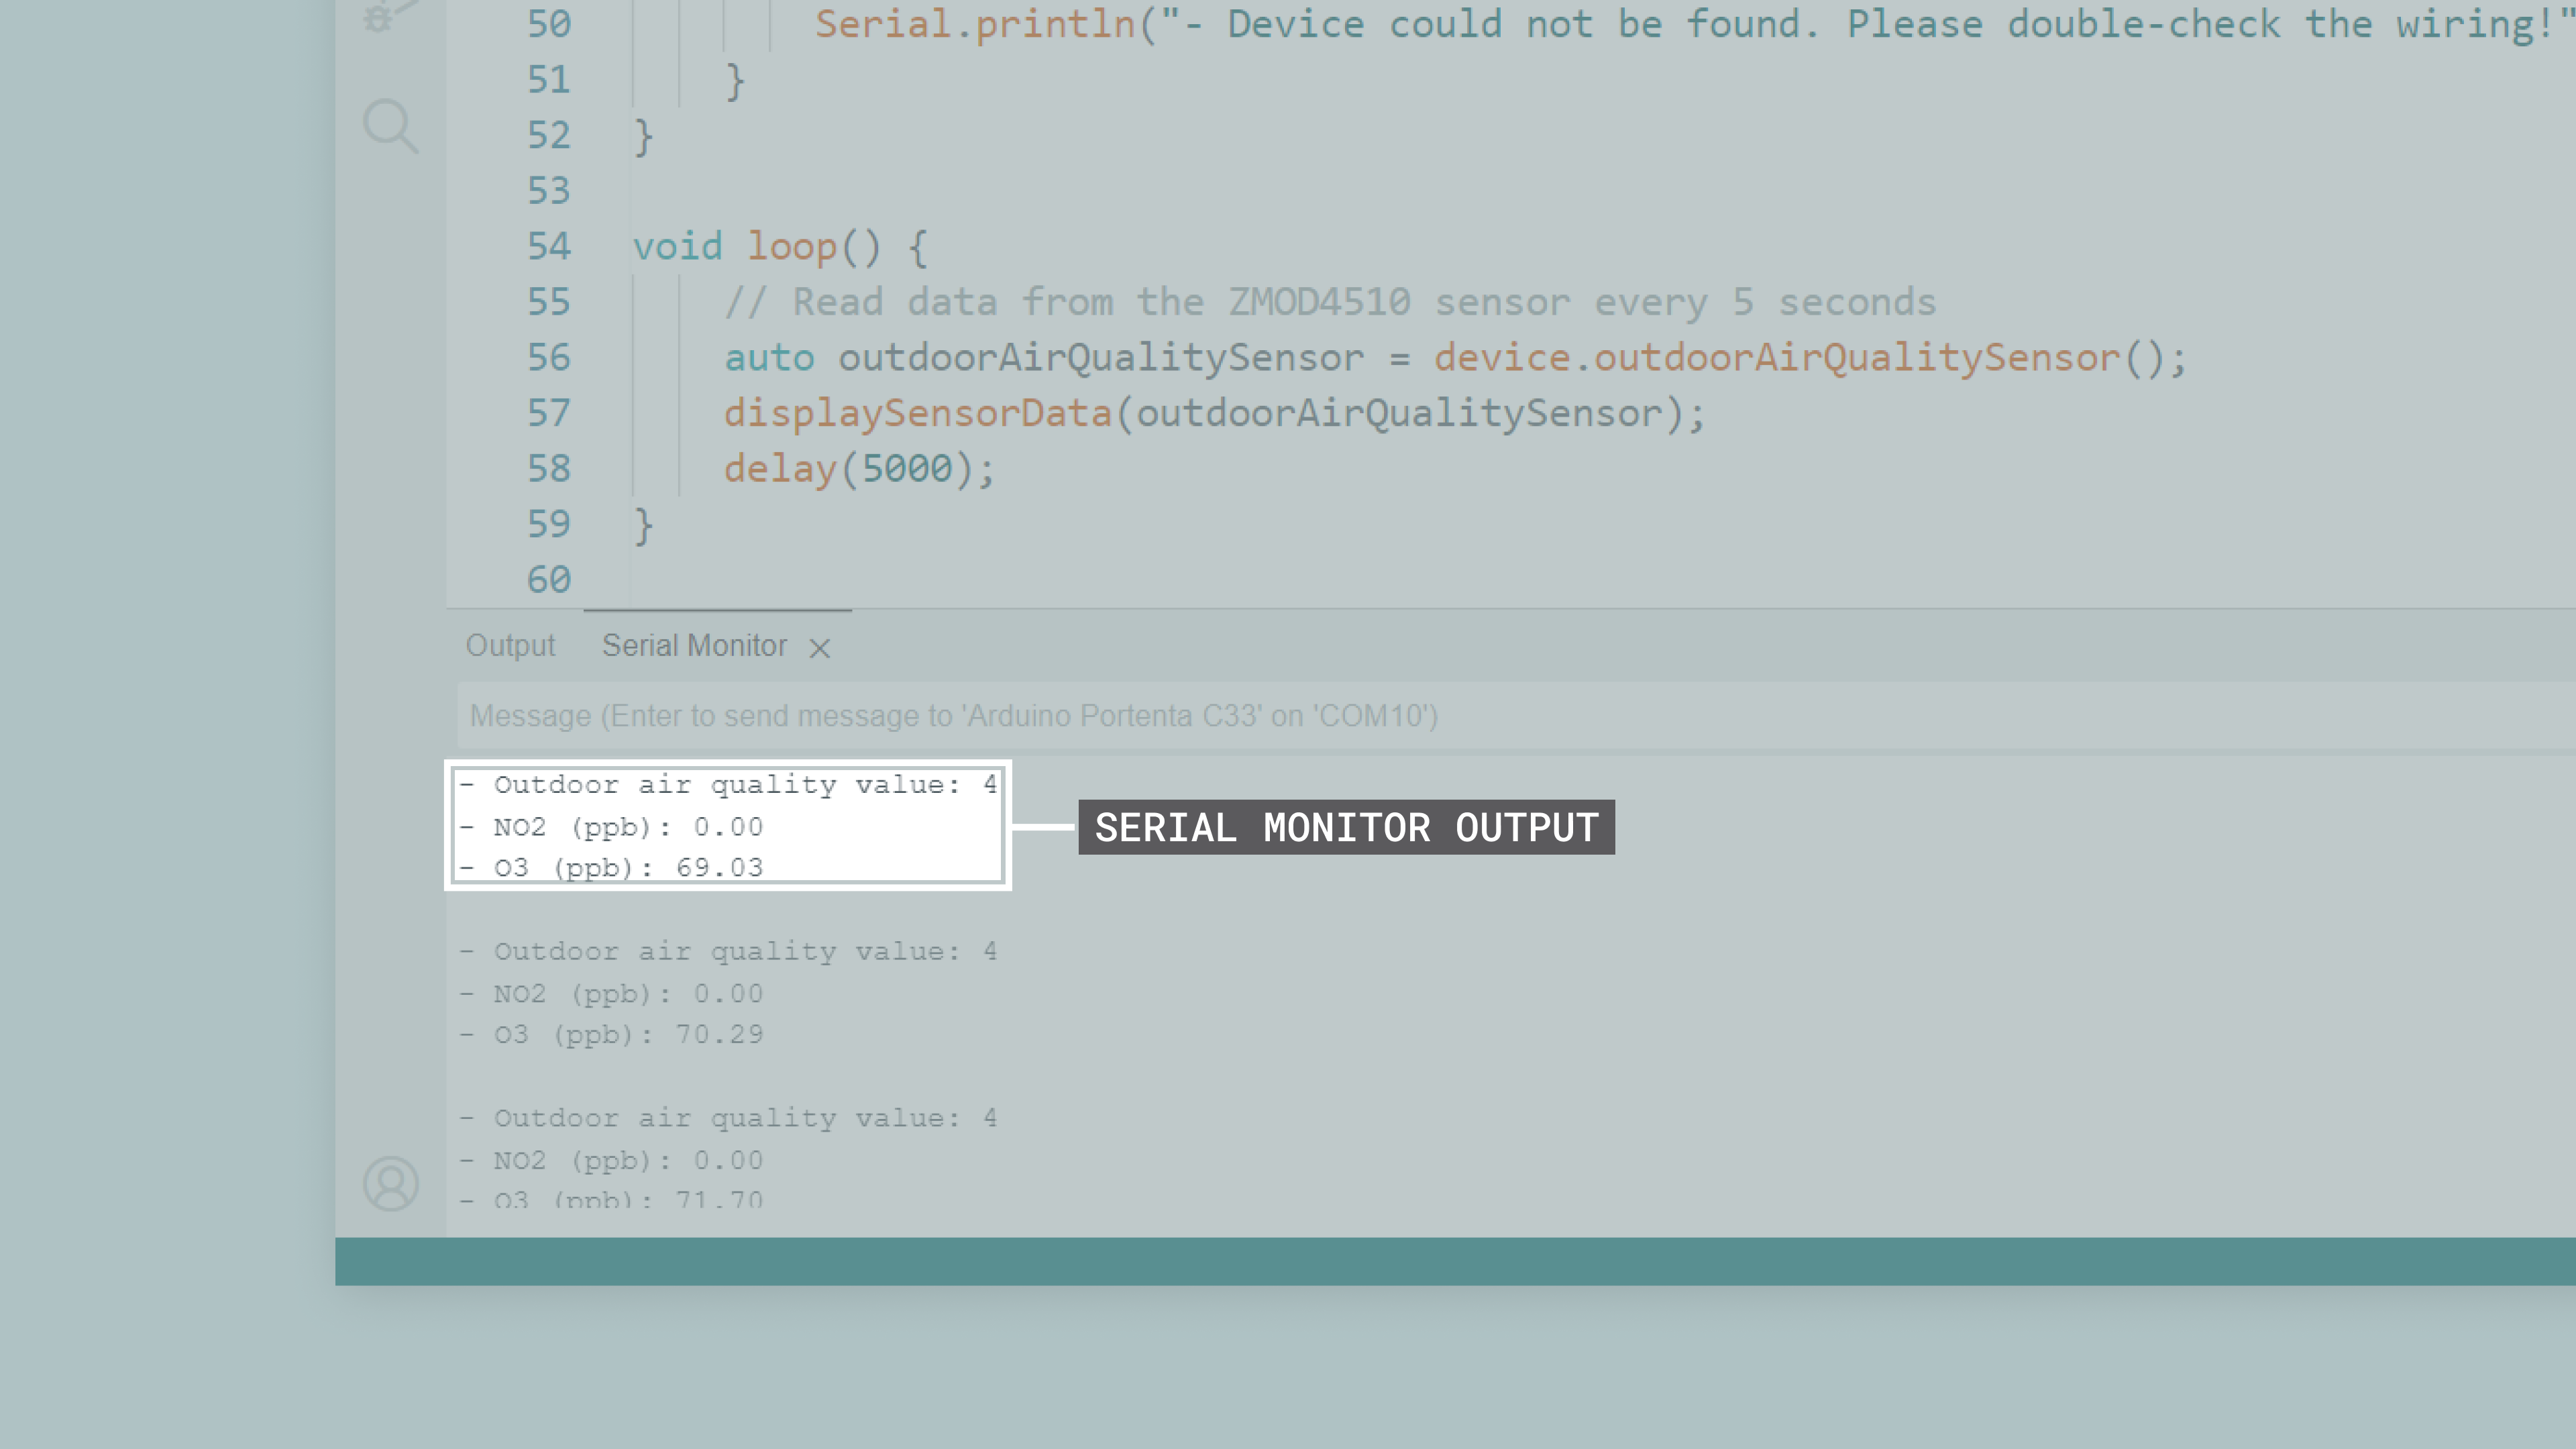 50 Serial.println("- Device could not be found. Please double-check the wiring!"
51 }
52 }
53
54 void loop() {
55 // Read data from the ZMOD4510 sensor every 5 seconds
56 auto outdoorAirQualitySensor = device.outdoorAirQualitySensor();
57 displaySensorData(outdoorAirQualitySensor);
58 delay(5000);
59 }
60
Output Serial Monitor
Message (Enter to send message to 'Arduino Portenta C33' on 'COM10')
- Outdoor air quality value: 4
- NO2 (ppb): 0.00
- O3 (ppb): 69.03
SERIAL MONITOR OUTPUT
- Outdoor air quality value: 4
- NO2 (ppb): 0.00
- O3 (ppb): 70.29
- Outdoor air quality value: 4
- NO2 (ppb): 0.00
- O3 (ppb): 71.70